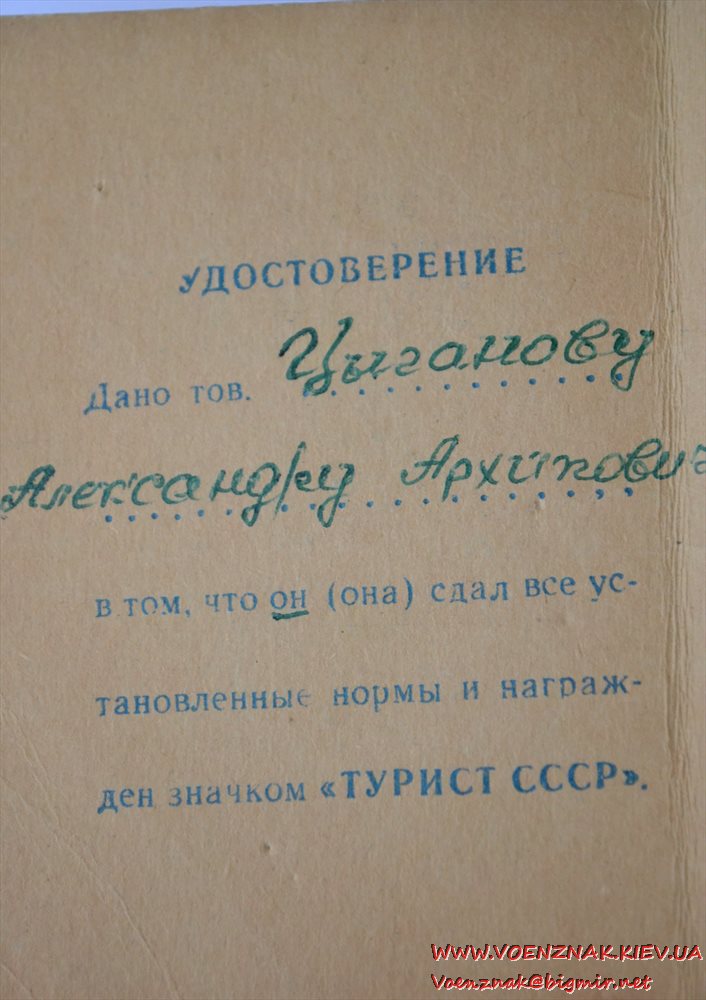 УДОСТОВЕРЕНИЕ
Дано тов. Цыганову
Александру Архипович
в том, что он (она) сдал все ус-
тановленные нормы и награж-
ден значком «ТУРИСТ СССР».
WWW.VOENZNAK.KIEV.UA
Voenznak@bigmir.net